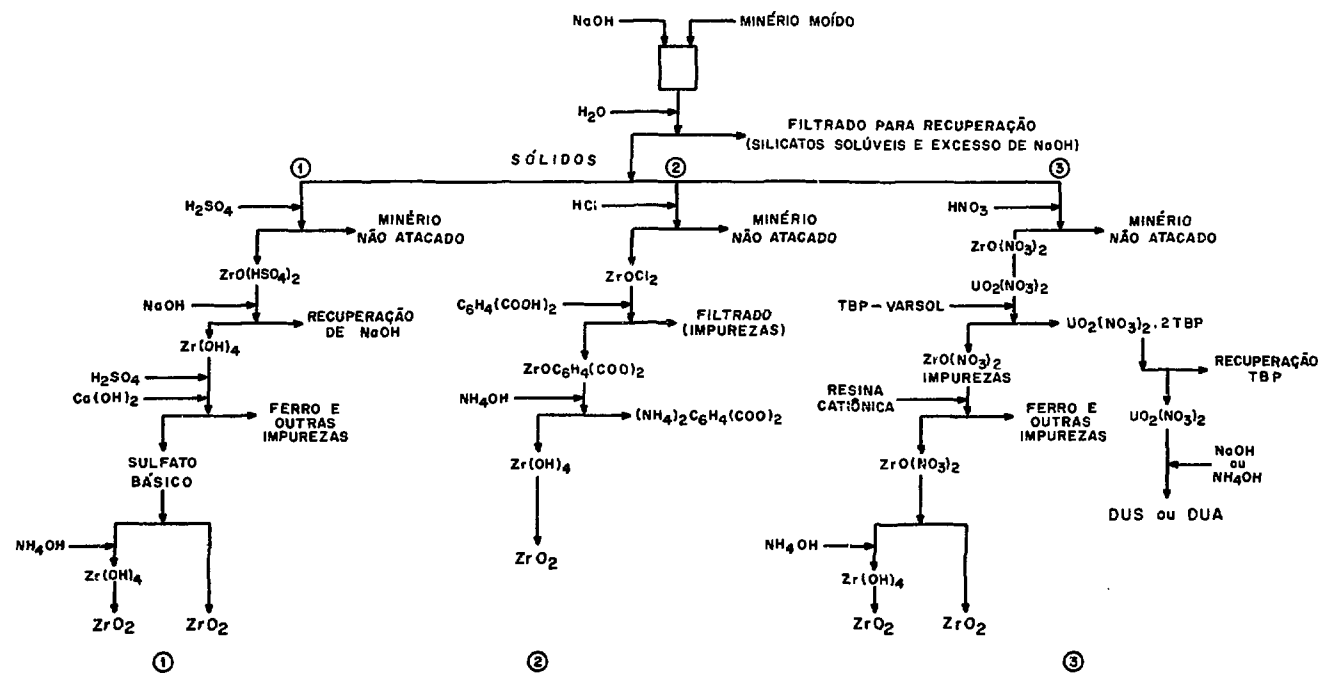 NaOH
MINÉRIO MOÍDO
H2O
FILTRADO PARA RECUPERAÇÃO
(SILICATOS SOLÚVEIS E EXCESSO DE NaOH)
SÓLIDOS
1
2
3
H2SO4
MINÉRIO
NÃO ATACADO
ZrO(HSO4)2
NaOH
RECUPERAÇÃO
DE NaOH
Zr(OH)4
H2SO4
Ca(OH)2
FERRO E
OUTRAS
IMPUREZAS
SULFATO
BÁSICO
NH4OH
Zr(OH)4
ZrO2
ZrO2
1
HCl
MINÉRIO
NÃO ATACADO
ZrOCl2
C6H4(COOH)2
FILTRADO
(IMPUREZAS)
ZrOC6H4(COO)2
NH4OH
(NH4)2C6H4(COO)2
Zr(OH)4
ZrO2
2
HNO3
MINÉRIO
NÃO ATACADO
ZrO(NO3)2
UO2(NO3)2
TBP-VARSOL
UO2(NO3)2.2TBP
ZrO(NO3)2
IMPUREZAS
RECUPERAÇÃO
TBP
RESINA
CATIÔNICA
FERRO E
OUTRAS
IMPUREZAS
UO2(NO3)2
ZrO(NO3)2
NaOH
ou
NH4OH
DUS ou DUA
NH4OH
Zr(OH)4
ZrO2
ZrO2
3